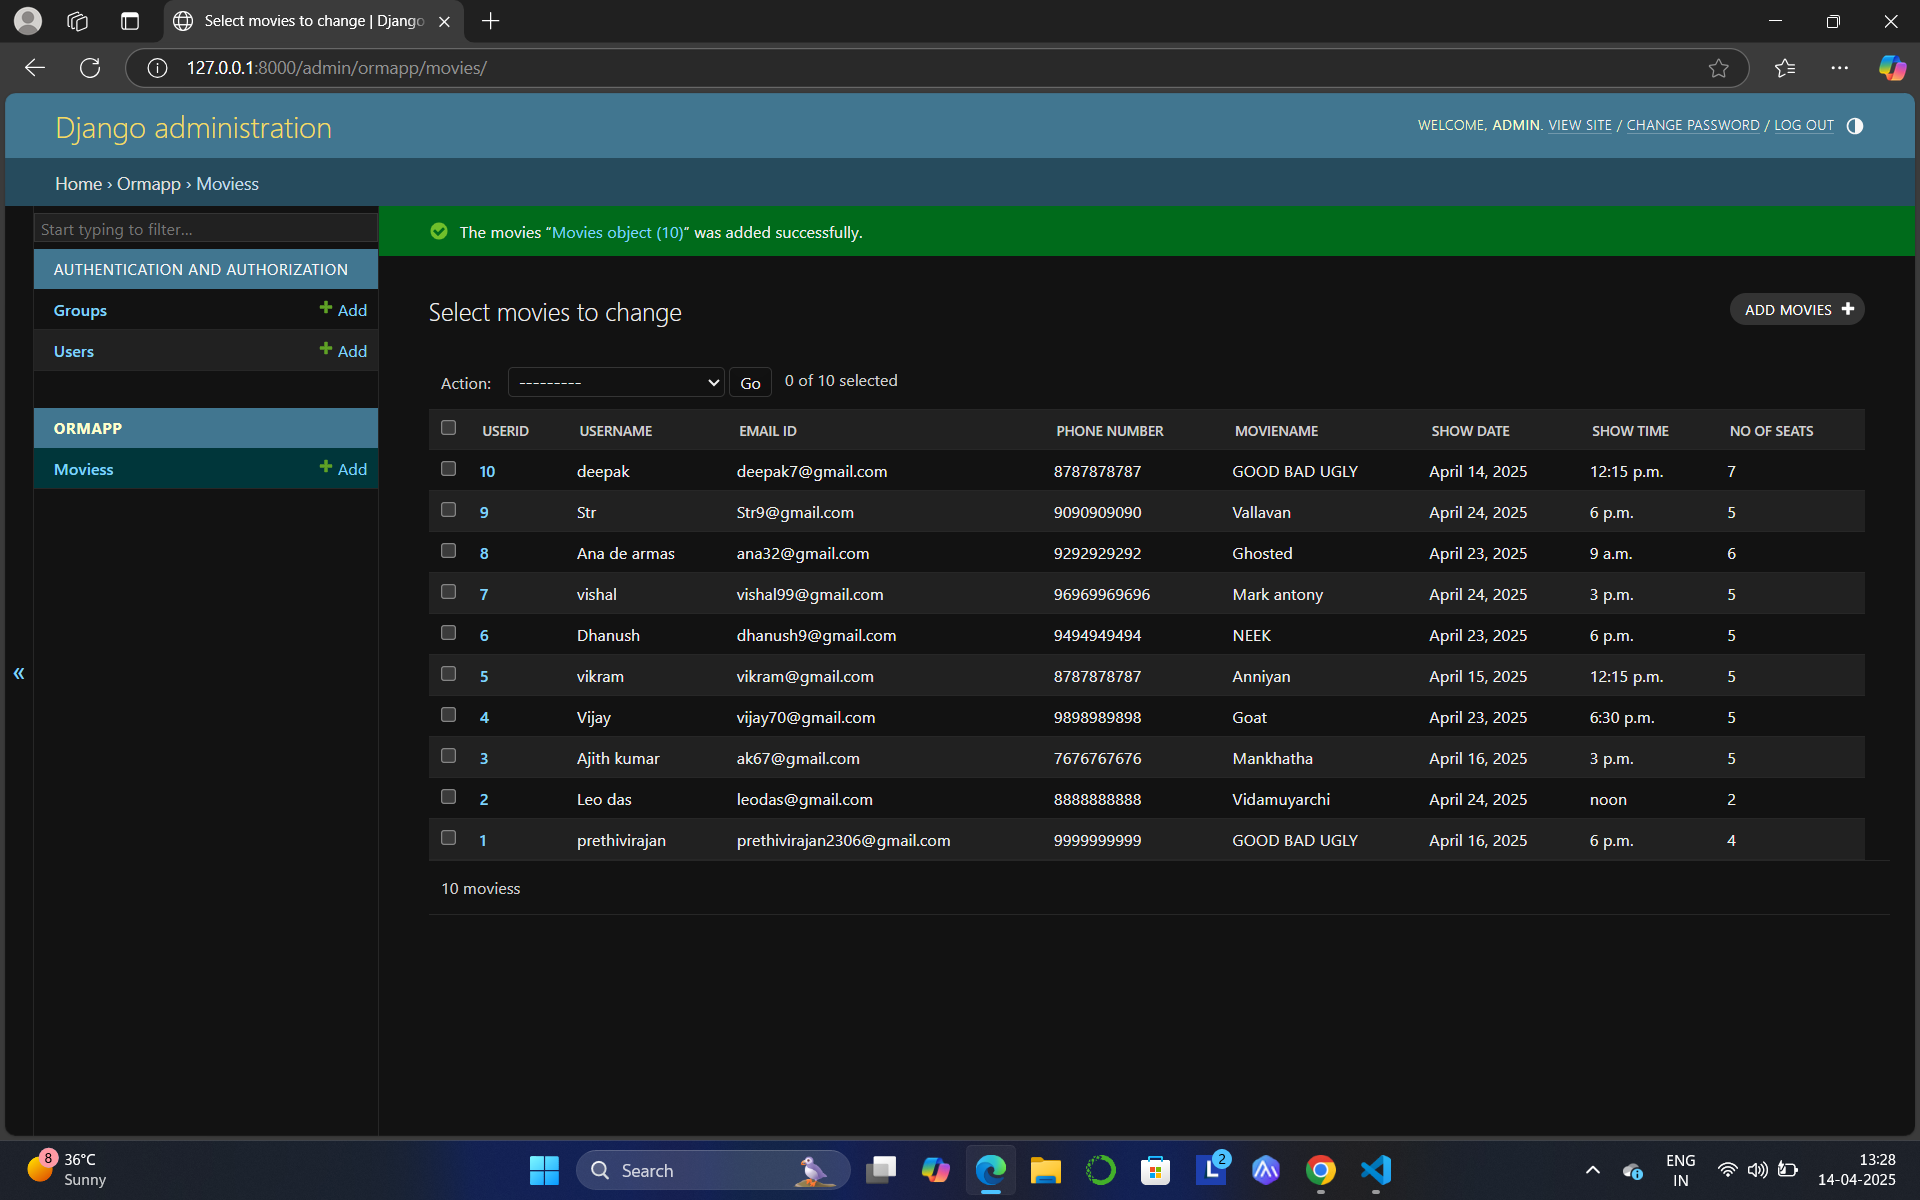 Select movies to change | Django
127.0.0.1:8000/admin/ormapp/movies/
Django administration
WELCOME, ADMIN. VIEW SITE / CHANGE PASSWORD / LOG OUT
Home › Ormapp › Moviess
Start typing to filter...
The movies “Movies object (10)” was added successfully.
AUTHENTICATION AND AUTHORIZATION
Groups + Add
Users + Add
ORMAPP
Moviess + Add
«
Select movies to change
ADD MOVIES +
Action: --------- Go 0 of 10 selected
USERID USERNAME EMAIL ID PHONE NUMBER MOVIENAME SHOW DATE SHOW TIME NO OF SEATS
10 deepak deepak7@gmail.com 8787878787 GOOD BAD UGLY April 14, 2025 12:15 p.m. 7
9 Str Str9@gmail.com 9090909090 Vallavan April 24, 2025 6 p.m. 5
8 Ana de armas ana32@gmail.com 9292929292 Ghosted April 23, 2025 9 a.m. 6
7 vishal vishal99@gmail.com 96969969696 Mark antony April 24, 2025 3 p.m. 5
6 Dhanush dhanush9@gmail.com 9494949494 NEEK April 23, 2025 6 p.m. 5
5 vikram vikram@gmail.com 8787878787 Anniyan April 15, 2025 12:15 p.m. 5
4 Vijay vijay70@gmail.com 9898989898 Goat April 23, 2025 6:30 p.m. 5
3 Ajith kumar ak67@gmail.com 7676767676 Mankhatha April 16, 2025 3 p.m. 5
2 Leo das leodas@gmail.com 8888888888 Vidamuyarchi April 24, 2025 noon 2
1 prethivirajan prethivirajan2306@gmail.com 9999999999 GOOD BAD UGLY April 16, 2025 6 p.m. 4
10 moviess
8
36°C
Sunny
Search
L 2
ENG
IN
13:28
14-04-2025